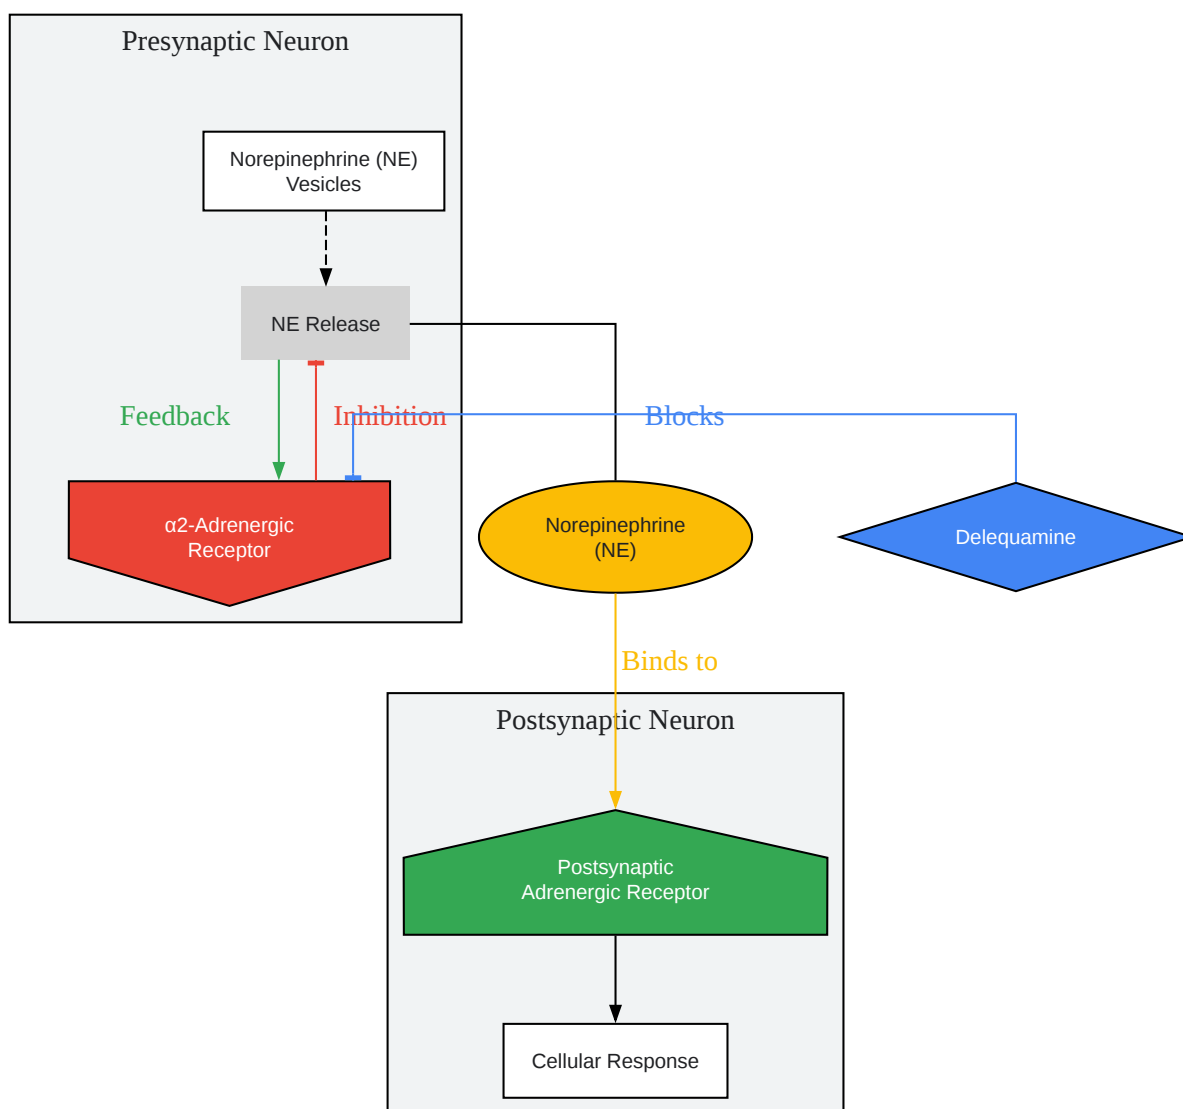 Presynaptic Neuron
Norepinephrine (NE)
Vesicles
NE Release
Feedback
Inhibition
Blocks
α2-Adrenergic
Receptor
Norepinephrine
(NE)
Delequamine
Binds to
Postsynaptic Neuron
Postsynaptic
Adrenergic Receptor
Cellular Response